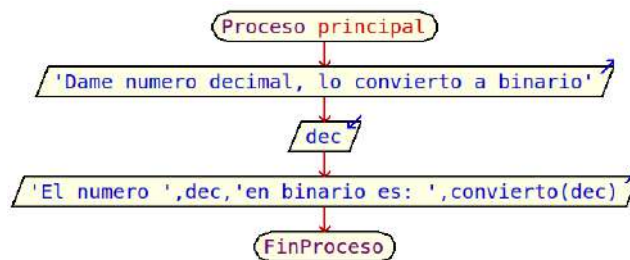 Proceso principal
'Dame numero decimal, lo convierto a binario'
dec
'El numero ',dec,'en binario es: ',convierto(dec)
FinProceso